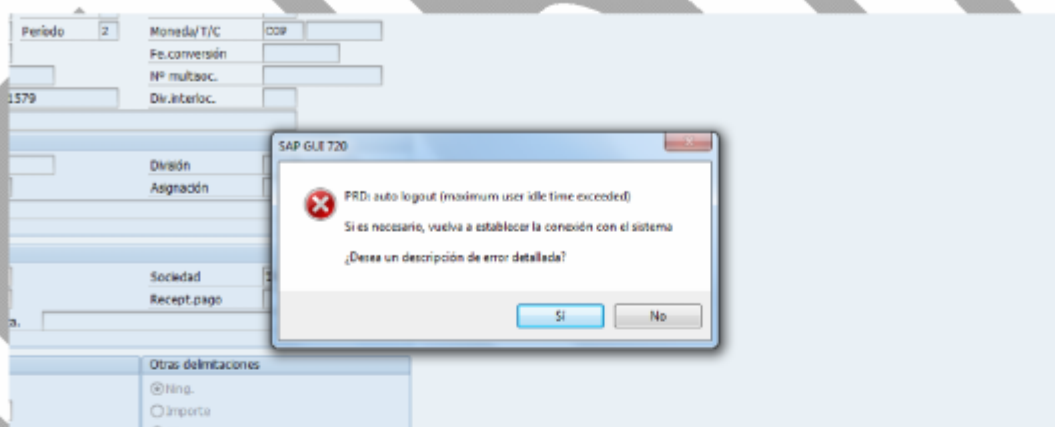 Período 2 Moneda/T/C COP
Fe.conversión
Nº multisoc.
1579 Dir.interloc.
SAP GUI 720
División
Asignación
PRD: auto logout (maximum user idle time exceeded)
Si es necesario, vuelva a establecer la conexión con el sistema
¿Desea un descripción de error detallada?
Sociedad
Recept.pago
Sí No
a.
Otras delimitaciones
Ning.
Importe